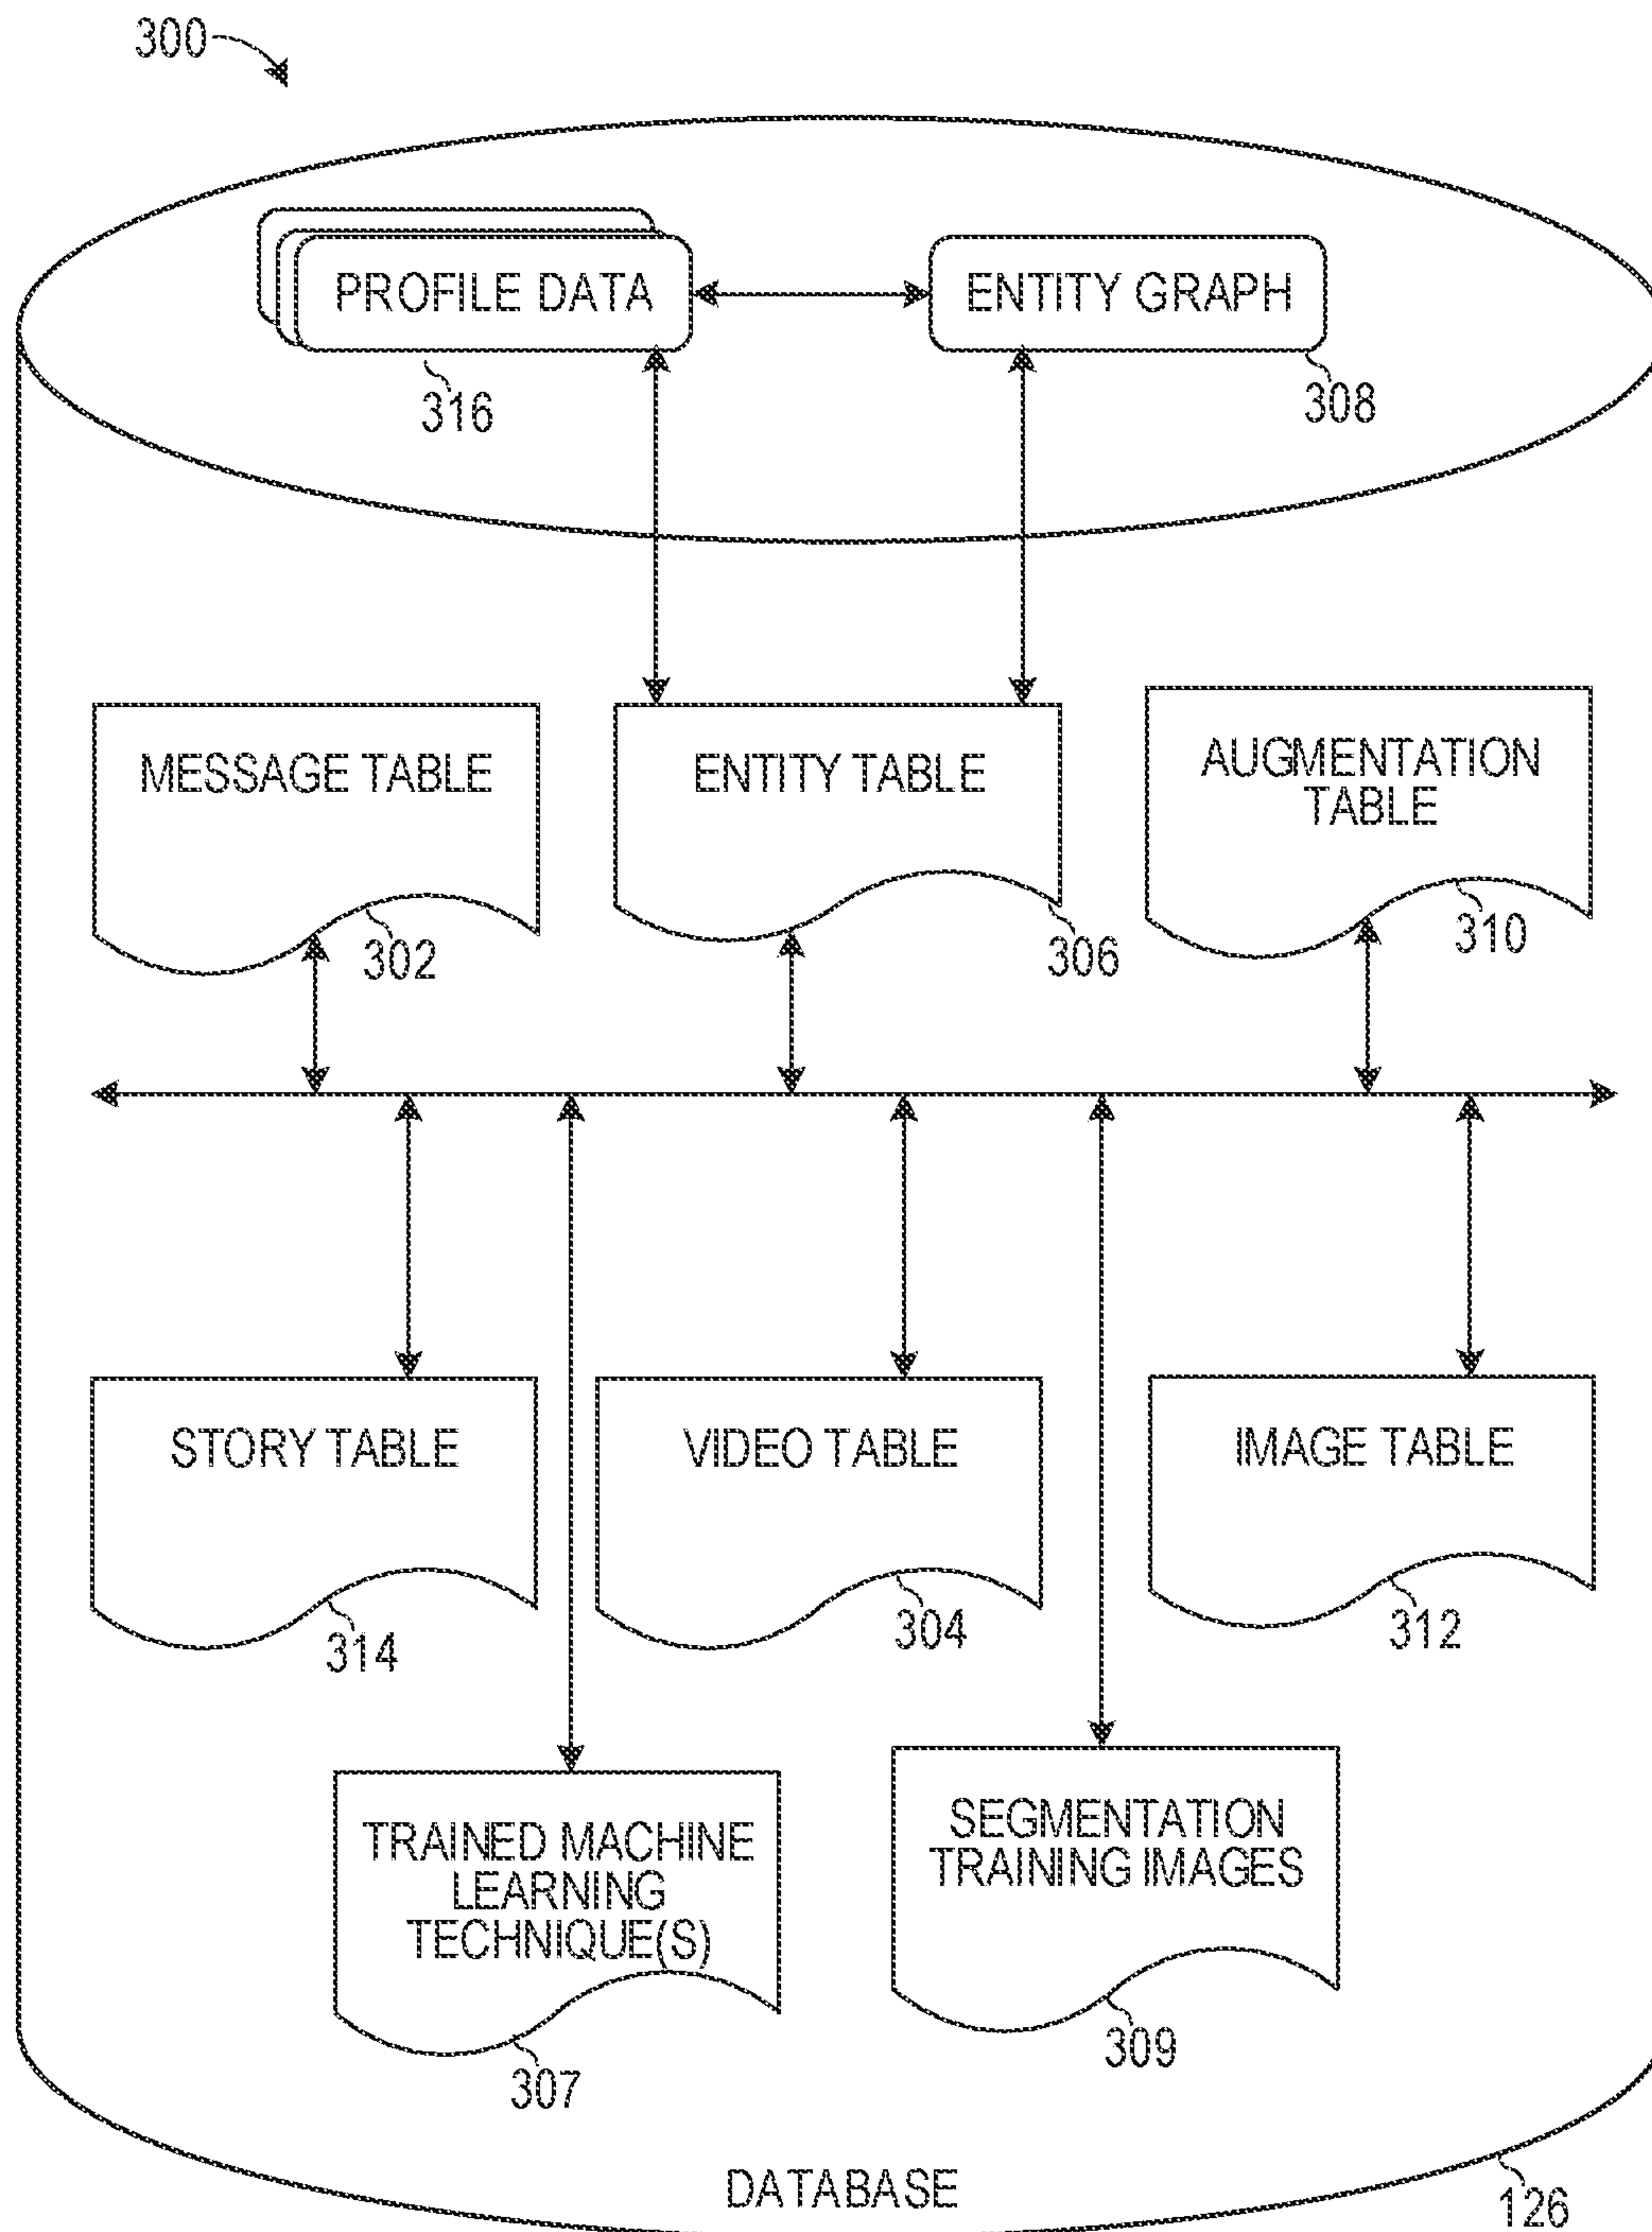 300
PROFILE DATA
ENTITY GRAPH
316
308
MESSAGE TABLE
ENTITY TABLE
AUGMENTATION
TABLE
302
306
310
STORY TABLE
VIDEO TABLE
IMAGE TABLE
314
304
312
TRAINED MACHINE
LEARNING
TECHNIQUE(S)
SEGMENTATION
TRAINING IMAGES
307
309
DATABASE
126